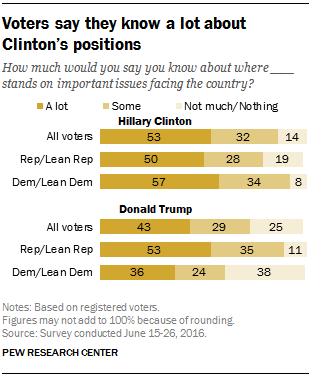 Voters say they know a lot about
Clinton's positions
How much would you say you know about where ___
stands on important issues facing the country?
A lot Some Not much/Nothing
Hillary Clinton
All voters 53 32 14
Rep/Lean Rep 50 28 19
Dem/Lean Dem 57 34 8
Donald Trump
All voters 43 29 25
Rep/Lean Rep 53 35 11
Dem/Lean Dem 36 24 38
Notes: Based on registered voters.
Figures may not add to 100% because of rounding.
Source: Survey conducted June 15-26, 2016.
PEW RESEARCH CENTER